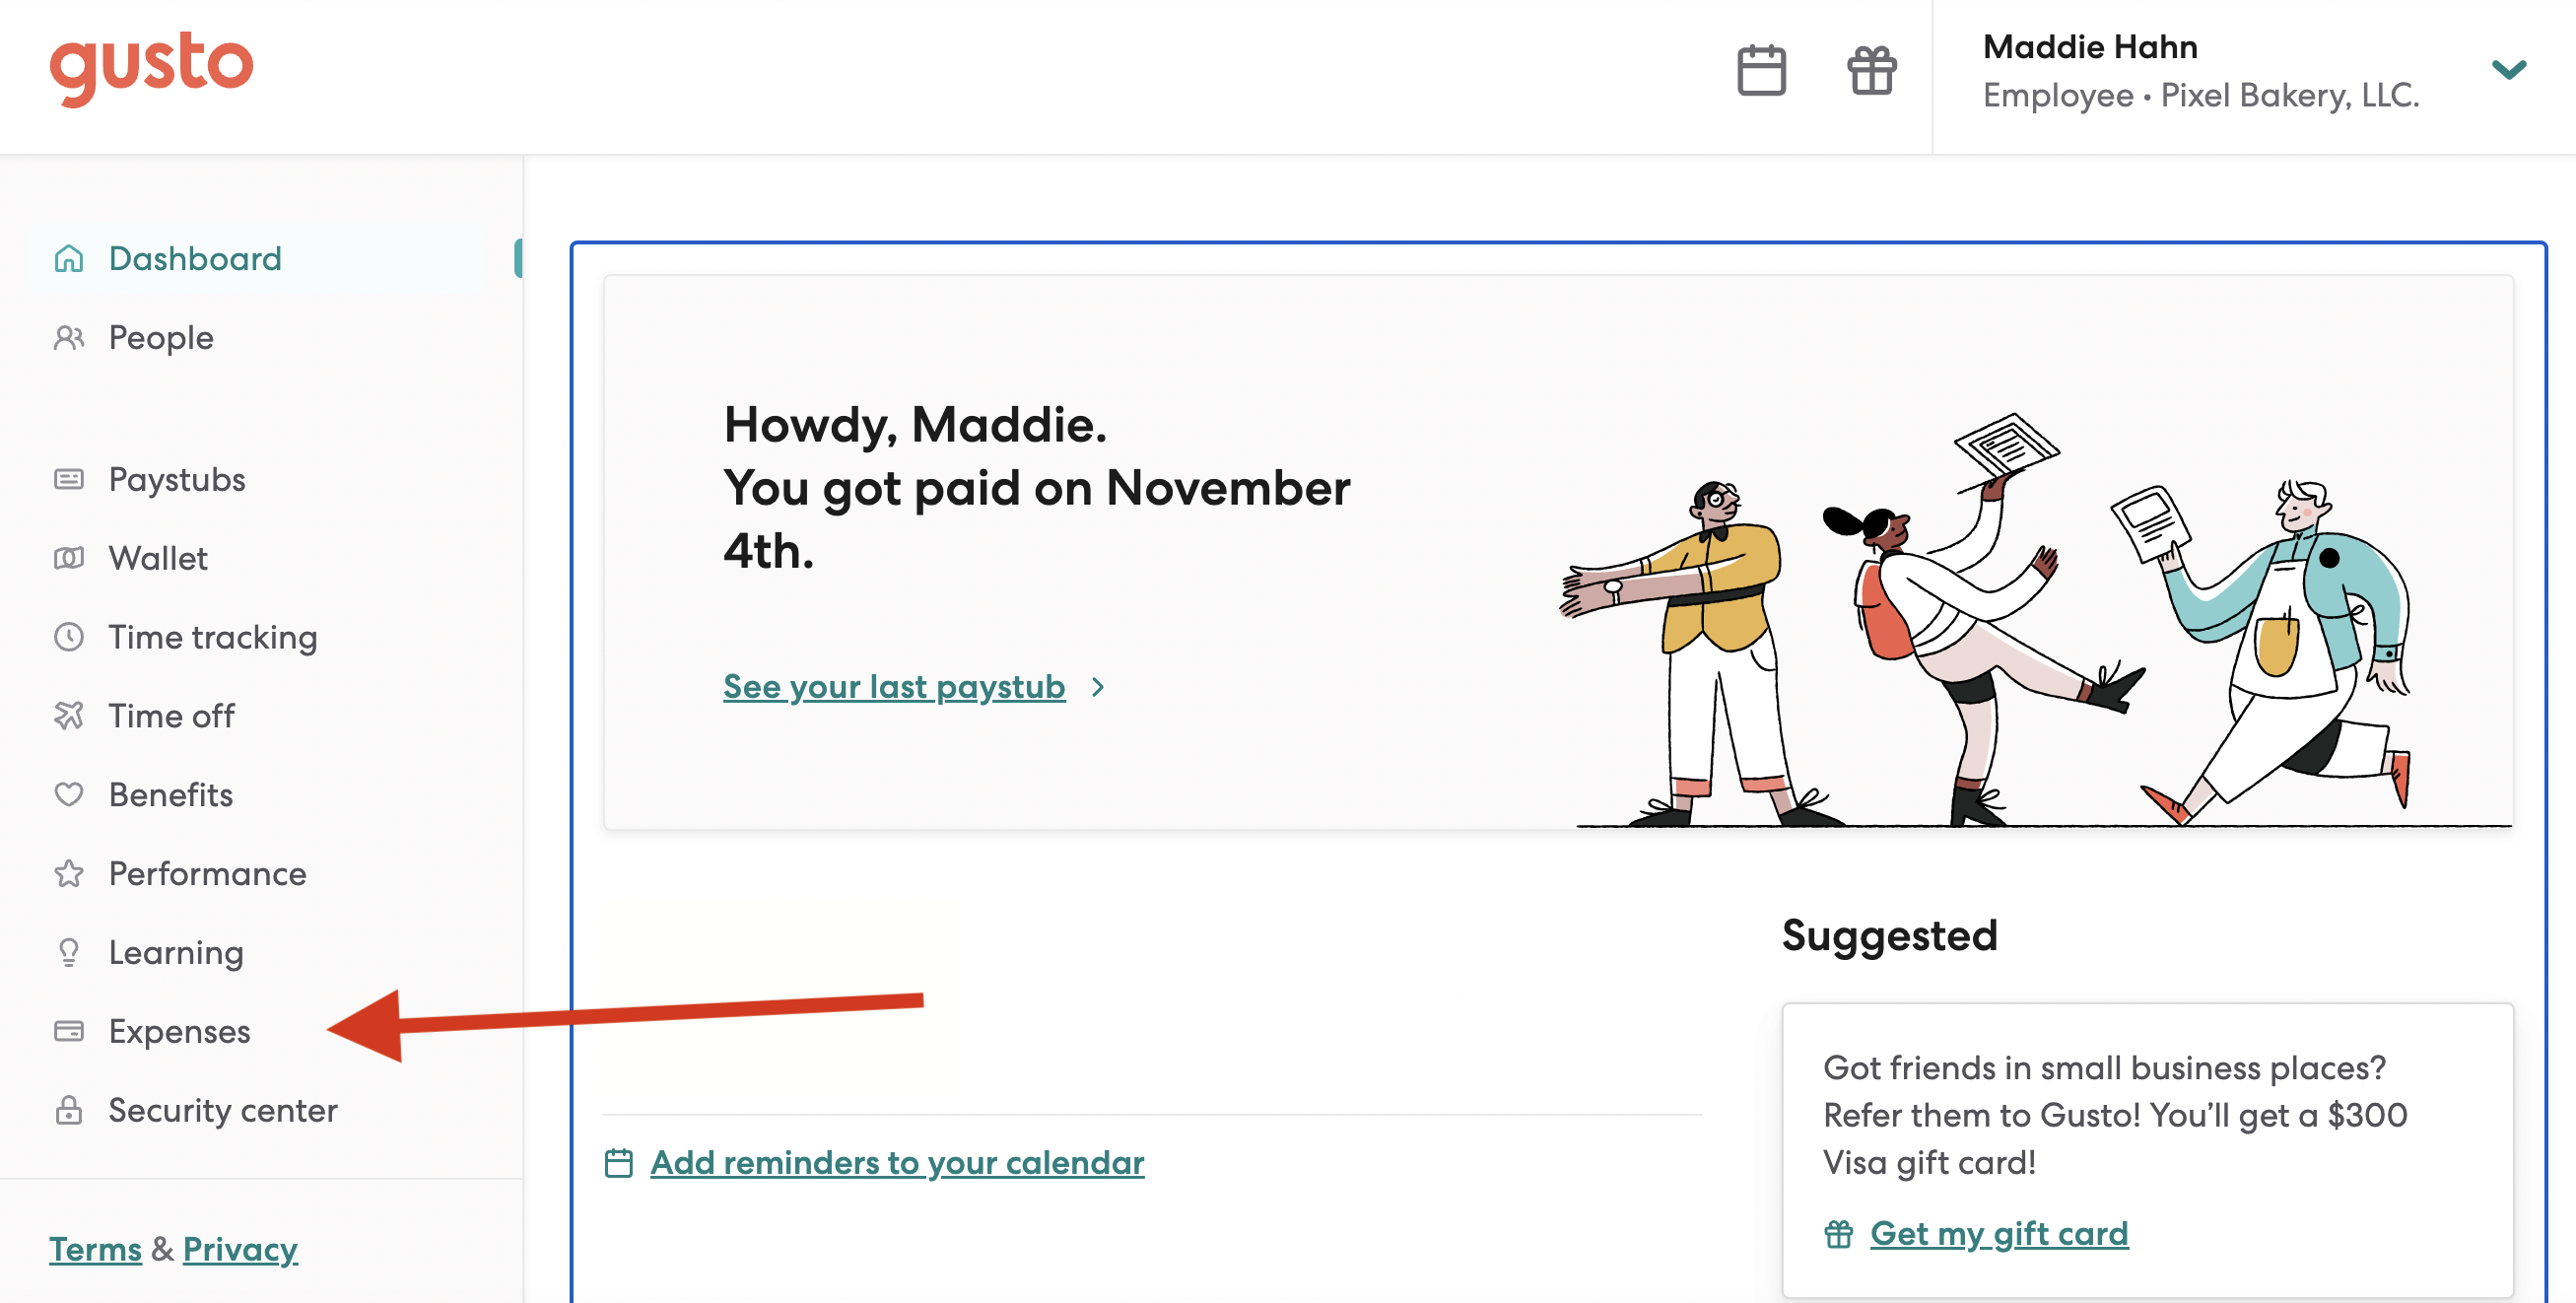 gusto
Maddie Hahn
Employee • Pixel Bakery, LLC.
Dashboard
People
Paystubs
Wallet
Time tracking
Time off
Benefits
Performance
Learning
Expenses
Security center
Terms & Privacy
Howdy, Maddie.
You got paid on November
4th.
See your last paystub
Add reminders to your calendar
Suggested
Got friends in small business places?
Refer them to Gusto! You’ll get a $300
Visa gift card!
Get my gift card